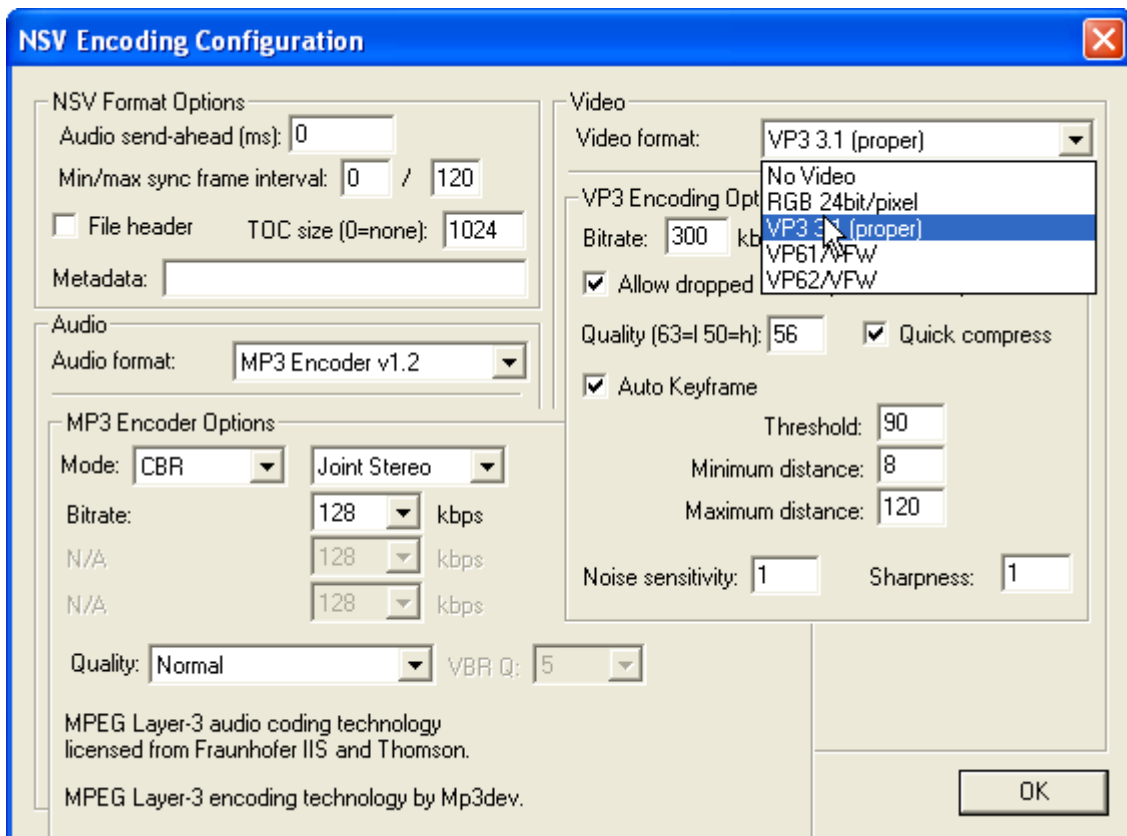 NSV Encoding Configuration
NSV Format Options
Audio send-ahead (ms): 0
Min/max sync frame interval: 0 / 120
File header TOC size (0=none): 1024
Metadata:
Audio
Audio format: MP3 Encoder v1.2
MP3 Encoder Options
Mode: CBR Joint Stereo
Bitrate: 128 kbps
N/A 128 kbps
N/A 128 kbps
Quality: Normal VBR Q: 5
MPEG Layer-3 audio coding technology
licensed from Fraunhofer IIS and Thomson.
MPEG Layer-3 encoding technology by Mp3dev.
Video
Video format: VP3 3.1 (proper)
No Video
RGB 24bit/pixel
VP3 3.1 (proper)
VP61/VFW
VP62/VFW
VP3 Encoding Opt
Bitrate: 300 kb
Allow dropped
Quality (63=l 50=h): 56 Quick compress
Auto Keyframe
Threshold: 90
Minimum distance: 8
Maximum distance: 120
Noise sensitivity: 1 Sharpness: 1
OK